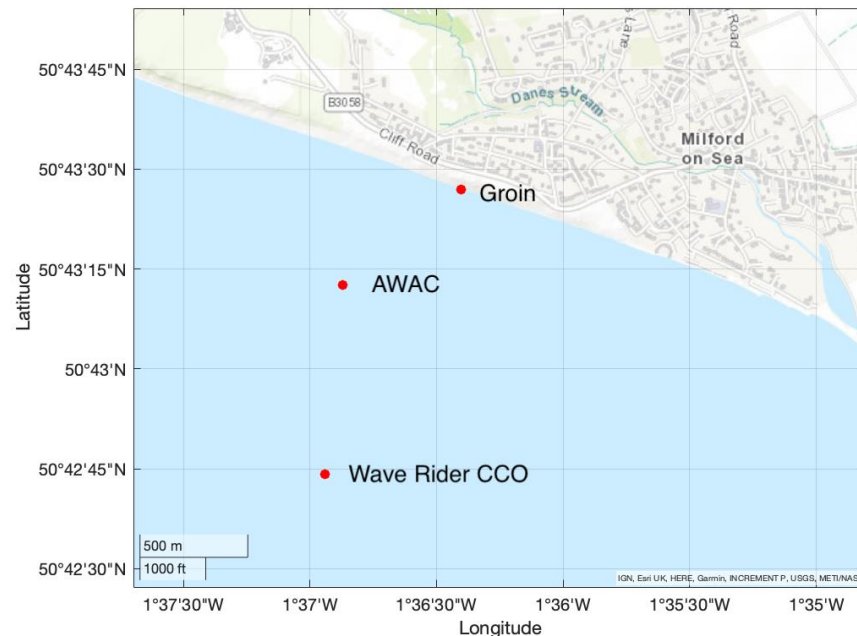 50°43'45"N
50°43'30"N
50°43'15"N
50°43'N
50°42'45"N
50°42'30"N
Latitude
Lane
Road
B3058
Danes Stream
Cliff Road
Milford
on Sea
Groin
AWAC
Wave Rider CCO
500 m
1000 ft
IGN, Esri UK, HERE, Garmin, INCREMENT P, USGS, METI/NAS
1°37'30"W
1°37'W
1°36'30"W
1°36'W
1°35'30"W
1°35'W
Longitude